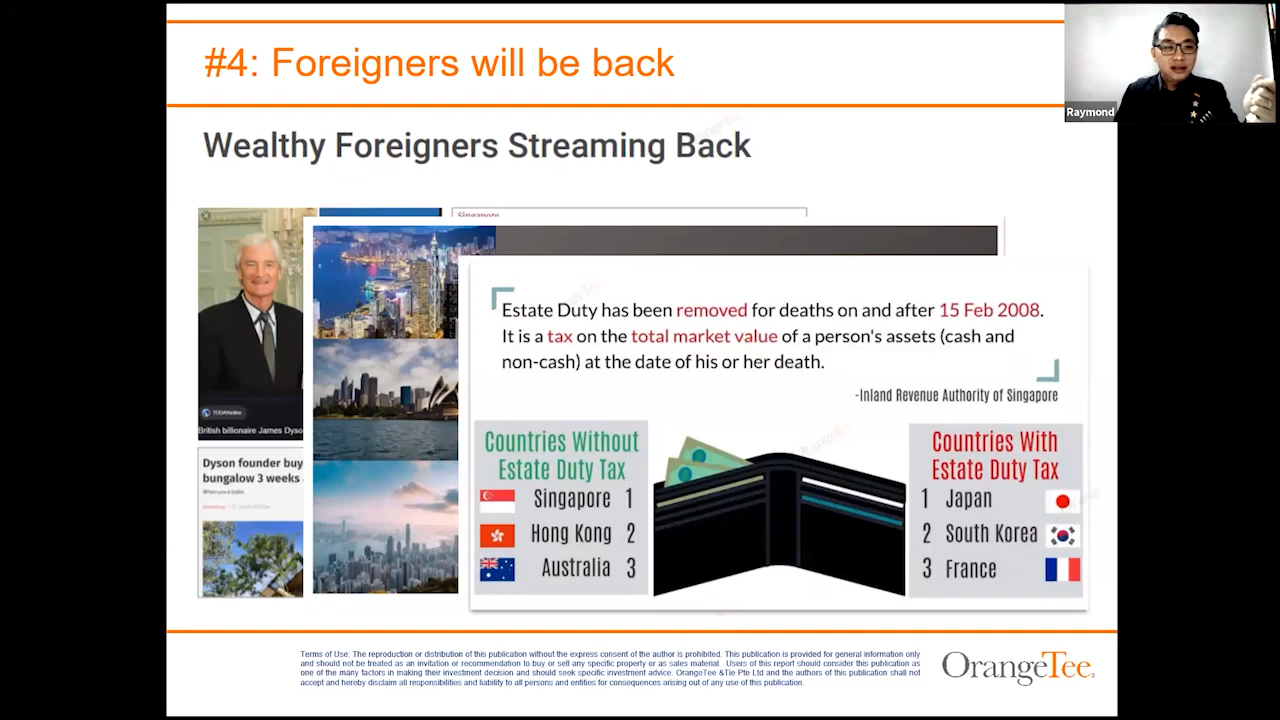 #4: Foreigners will be back
Raymond
Wealthy Foreigners Streaming Back
Singapore
Estate Duty has been removed for deaths on and after 15 Feb 2008.
It is a tax on the total market value of a person's assets (cash and
non-cash) at the date of his or her death.
-Inland Revenue Authority of Singapore
TODAYonline
British billionaire James Dyso
Dyson founder buy
bungalow 3 weeks
Countries Without
Estate Duty Tax
Singapore 1
Hong Kong 2
Australia 3
Countries With
Estate Duty Tax
1 Japan
2 South Korea
3 France
Terms of Use: The reproduction or distribution of this publication without the express consent of the author is prohibited. This publication is provided for general information only
and should not be treated as an invitation or recommendation to buy or sell any specific property or as sales material. Users of this report should consider this publication as
one of the many factors in making their investment decision and should seek specific investment advice. OrangeTee &Tie Pte Ltd and the authors of this publication shall not
accept and hereby disclaim all responsibilities and liability to all persons and entities for consequences arising out of any use of this publication.
OrangeTee